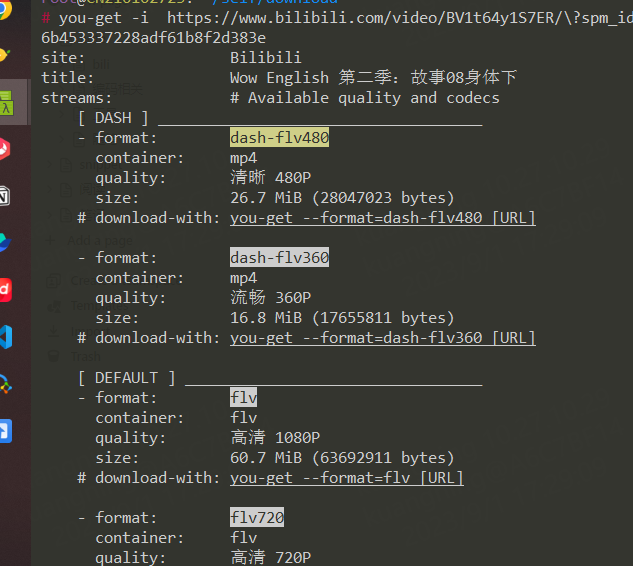 # you-get -i  https://www.bilibili.com/video/BV1t64y1S7ER/\?spm_id
6b453337228adf61b8f2d383e
site:                Bilibili
title:               Wow English 第二季：故事08身体下
streams:             # Available quality and codecs
    [ DASH ] ____________________________________
    - format:        dash-flv480
      container:     mp4
      quality:       清晰 480P
      size:          26.7 MiB (28047023 bytes)
    # download-with: you-get --format=dash-flv480 [URL]
    - format:        dash-flv360
      container:     mp4
      quality:       流畅 360P
      size:          16.8 MiB (17655811 bytes)
    # download-with: you-get --format=dash-flv360 [URL]
    [ DEFAULT ] _________________________________
    - format:        flv
      container:     flv
      quality:       高清 1080P
      size:          60.7 MiB (63692911 bytes)
    # download-with: you-get --format=flv [URL]
    - format:        flv720
      container:     flv
      quality:       高清 720P